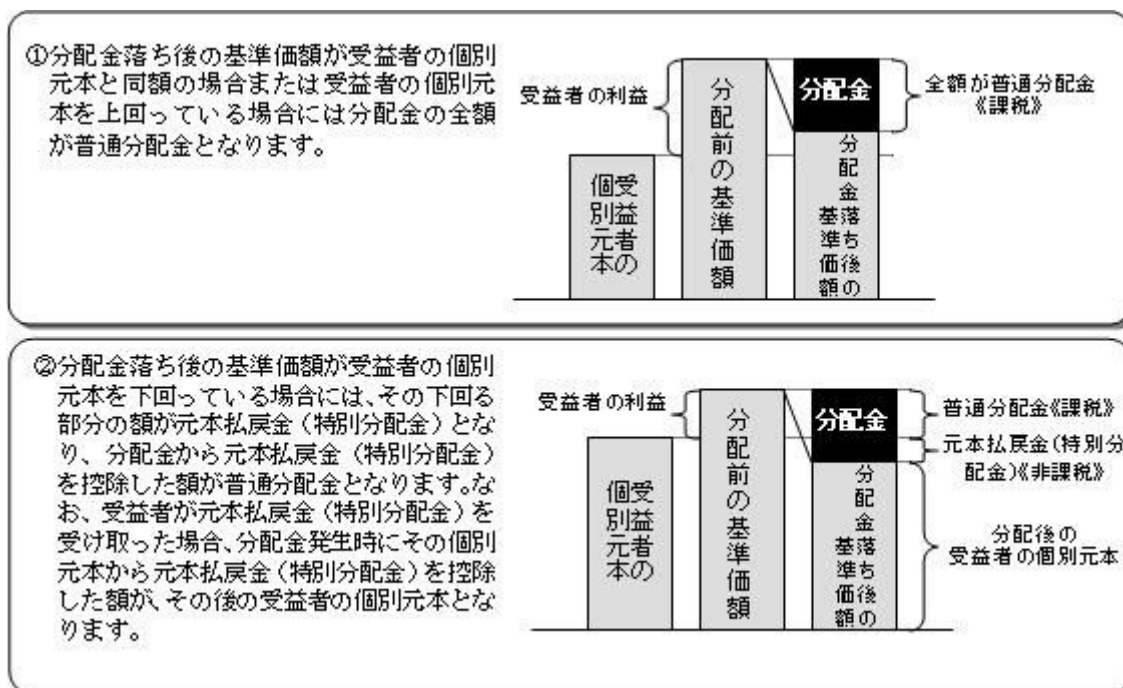 ①分配金落ち後の基準価額が受益者の個別
元本と同額の場合または受益者の個別元
本を上回っている場合には分配金の全額
が普通分配金となります。
受益者の利益
受益者の
個別元本
分配前の基準価額
分配金
分配金落ち後の
基準価額
全額が普通分配金
《課税》
②分配金落ち後の基準価額が受益者の個別
元本を下回っている場合には、その下回る
部分の額が元本払戻金（特別分配金）とな
り、分配金から元本払戻金（特別分配金）
を控除した額が普通分配金となります。な
お、受益者が元本払戻金（特別分配金）を
受け取った場合、分配金発生時にその個別
元本から元本払戻金（特別分配金）を控除
した額が、その後の受益者の個別元本とな
ります。
受益者の利益
受益者の
個別元本
分配前の基準価額
分配金
分配金落ち後の
基準価額
普通分配金《課税》
元本払戻金(特別分
配金)《非課税》
分配後の
受益者の個別元本